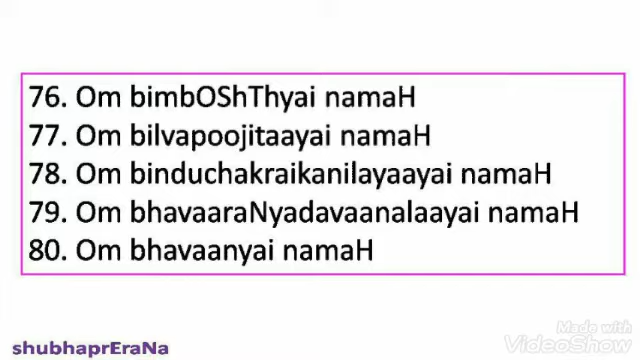 76. Om bimbOShThyai namaH
77. Om bilvapoojitaayai namaH
78. Om binduchakraikanilayaayai namaH
79. Om bhavaaraNyadavaanalaayai namaH
80. Om bhavaanyai namaH
Made with
VideoShow
shubhaprEraNa